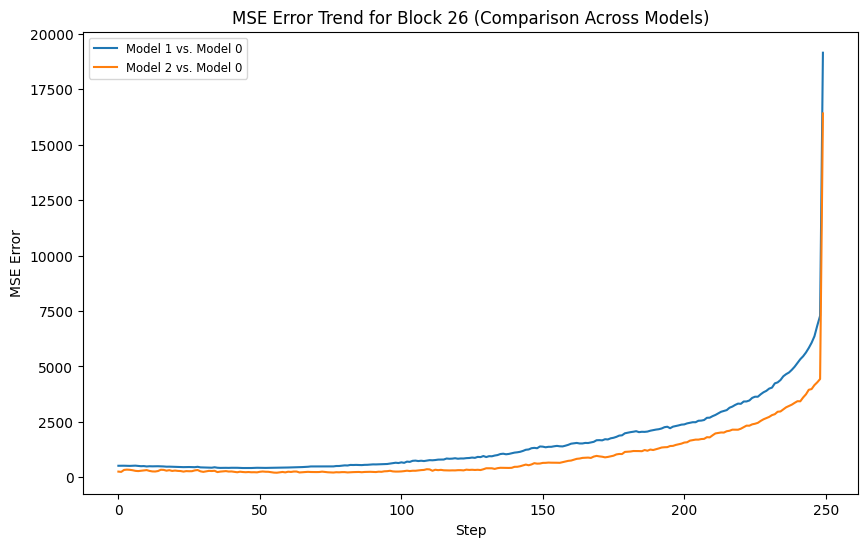 MSE Error Trend for Block 26 (Comparison Across Models)
Model 1 vs. Model 0
Model 2 vs. Model 0
MSE Error
20000
17500
15000
12500
10000
7500
5000
2500
0
0 50 100 150 200 250
Step